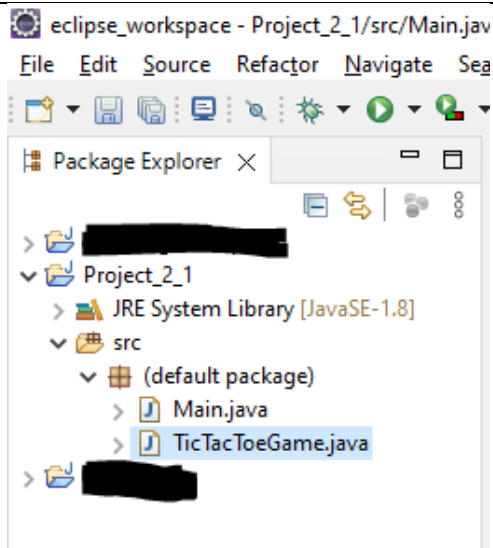 eclipse_workspace - Project_2_1/src/Main.jav
File Edit Source Refactor Navigate Sea
Package Explorer
Project_2_1
JRE System Library [JavaSE-1.8]
src
(default package)
Main.java
TicTacToeGame.java